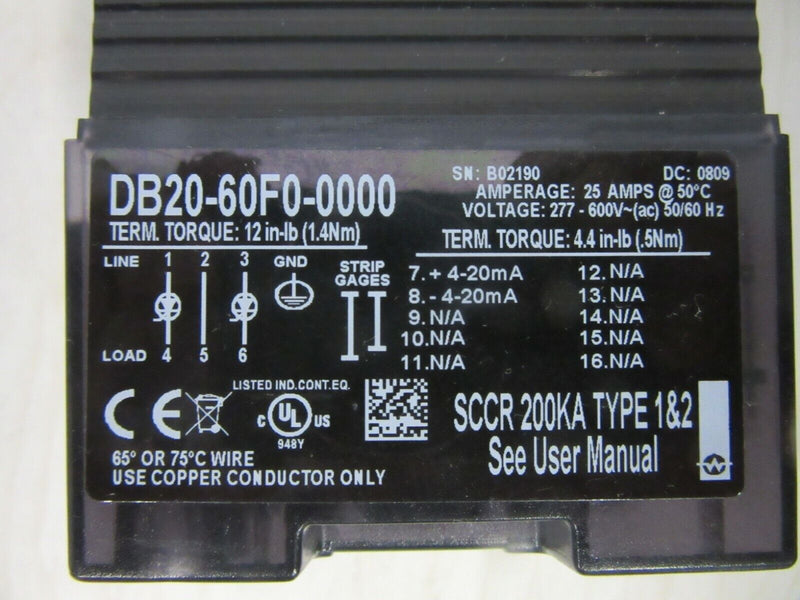 DB20-60F0-0000
TERM. TORQUE: 12 in-lb (1.4Nm)
SN: B02190 DC: 0809
AMPERAGE: 25 AMPS @ 50°C
VOLTAGE: 277 - 600V~(ac) 50/60 Hz
TERM. TORQUE: 4.4 in-lb (.5Nm)
LINE 1 2 3 GND
LOAD 4 5 6
STRIP
GAGES
7. + 4-20mA
8. - 4-20mA
9. N/A
10. N/A
11. N/A
12. N/A
13. N/A
14. N/A
15. N/A
16. N/A
CE
LISTED IND.CONT.EQ.
C UL US
948Y
65° OR 75°C WIRE
USE COPPER CONDUCTOR ONLY
SCCR 200KA TYPE 1&2
See User Manual
W